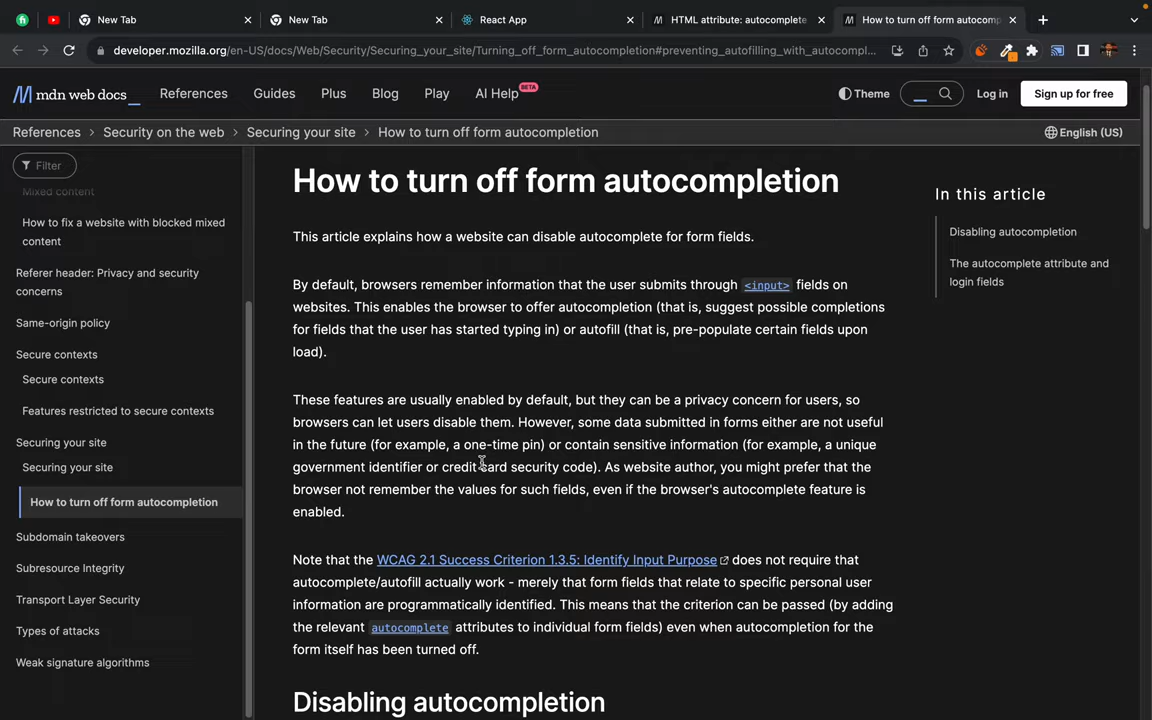 New Tab
New Tab
React App
HTML attribute: autocomplete
How to turn off form autocomp
developer.mozilla.org/en-US/docs/Web/Security/Securing_your_site/Turning_off_form_autocompletion#preventing_autofilling_with_autocompl...
mdn web docs_
References
Guides
Plus
Blog
Play
AI Help BETA
Theme
Log in
Sign up for free
References > Security on the web > Securing your site > How to turn off form autocompletion
English (US)
Filter
Mixed content
How to fix a website with blocked mixed
content
Referer header: Privacy and security
concerns
Same-origin policy
Secure contexts
Secure contexts
Features restricted to secure contexts
Securing your site
Securing your site
How to turn off form autocompletion
Subdomain takeovers
Subresource Integrity
Transport Layer Security
Types of attacks
Weak signature algorithms
How to turn off form autocompletion
This article explains how a website can disable autocomplete for form fields.
By default, browsers remember information that the user submits through <input> fields on
websites. This enables the browser to offer autocompletion (that is, suggest possible completions
for fields that the user has started typing in) or autofill (that is, pre-populate certain fields upon
load).
These features are usually enabled by default, but they can be a privacy concern for users, so
browsers can let users disable them. However, some data submitted in forms either are not useful
in the future (for example, a one-time pin) or contain sensitive information (for example, a unique
government identifier or credit card security code). As website author, you might prefer that the
browser not remember the values for such fields, even if the browser's autocomplete feature is
enabled.
Note that the WCAG 2.1 Success Criterion 1.3.5: Identify Input Purpose does not require that
autocomplete/autofill actually work - merely that form fields that relate to specific personal user
information are programmatically identified. This means that the criterion can be passed (by adding
the relevant autocomplete attributes to individual form fields) even when autocompletion for the
form itself has been turned off.
Disabling autocompletion
In this article
Disabling autocompletion
The autocomplete attribute and
login fields